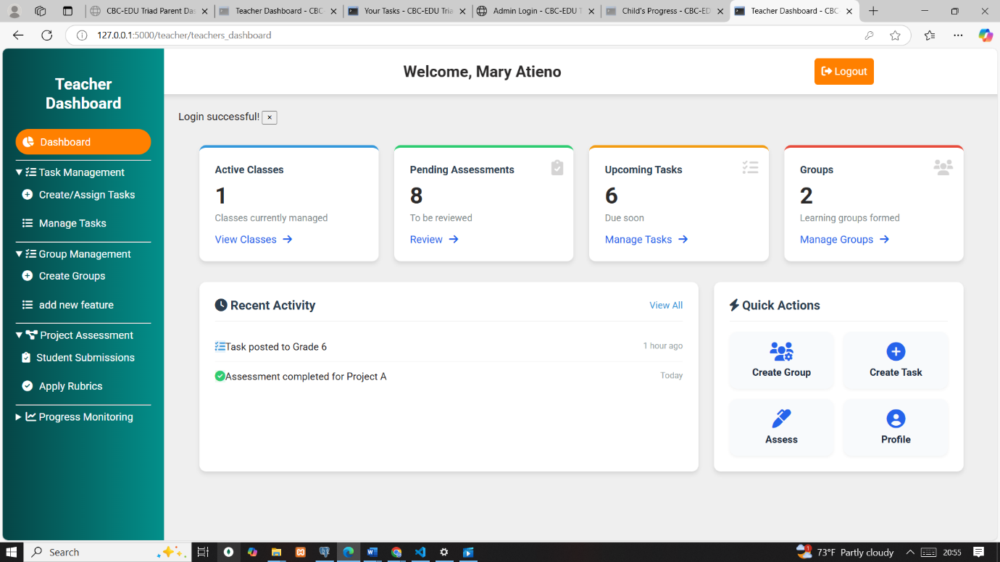 CBC-EDU Triad Parent Das
Teacher Dashboard - CBC
Your Tasks - CBC-EDU Tria
Admin Login - CBC-EDU T
Child's Progress - CBC-ED
Teacher Dashboard - CBC-
127.0.0.1:5000/teacher/teachers_dashboard
Teacher
Dashboard
Dashboard
Task Management
Create/Assign Tasks
Manage Tasks
Group Management
Create Groups
add new feature
Project Assessment
Student Submissions
Apply Rubrics
Progress Monitoring
Welcome, Mary Atieno
Logout
Login successful! ×
Active Classes
1
Classes currently managed
View Classes →
Pending Assessments
8
To be reviewed
Review →
Upcoming Tasks
6
Due soon
Manage Tasks →
Groups
2
Learning groups formed
Manage Groups →
Recent Activity
View All
Task posted to Grade 6
1 hour ago
Assessment completed for Project A
Today
Quick Actions
Create Group
Create Task
Assess
Profile
Search
1
73°F Partly cloudy
20:55